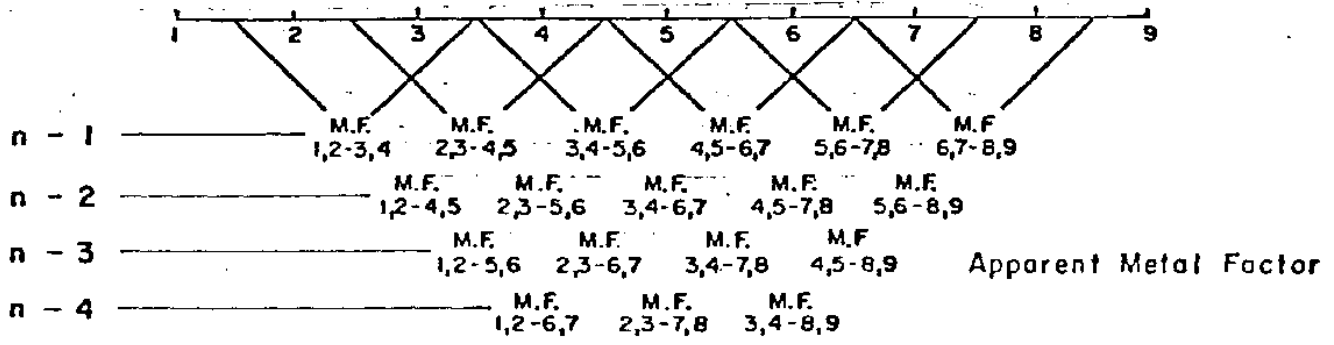 1 2 3 4 5 6 7 8 9
n - 1 M.F. M.F. M.F. M.F. M.F. M.F
1,2-3,4 2,3-4,5 3,4-5,6 4,5-6,7 5,6-7,8 6,7-8,9
n - 2 M.F. M.F. M.F. M.F. M.F.
1,2-4,5 2,3-5,6 3,4-6,7 4,5-7,8 5,6-8,9
n - 3 M.F. M.F. M.F. M.F
1,2-5,6 2,3-6,7 3,4-7,8 4,5-8,9 Apparent Metal Factor
n - 4 M.F. M.F. M.F.
1,2-6,7 2,3-7,8 3,4-8,9